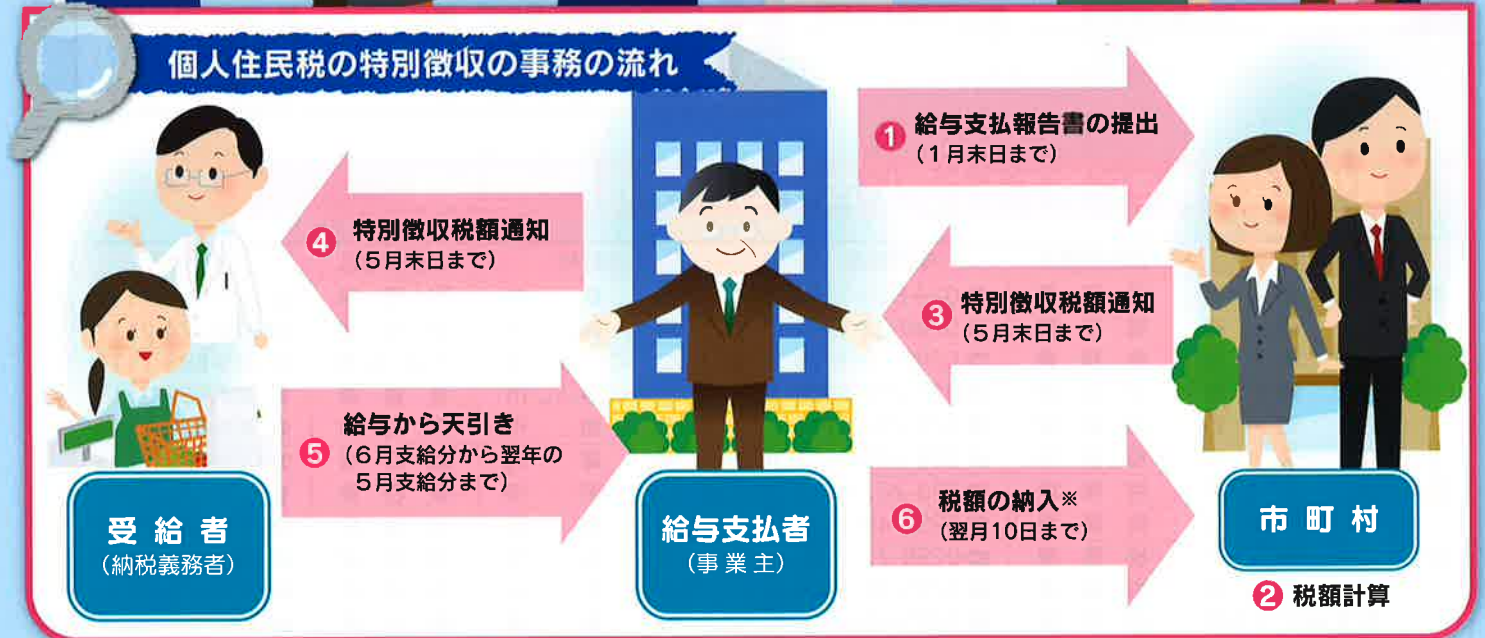 個人住民税の特別徴収の事務の流れ
❶ 給与支払報告書の提出
(1月末日まで)
❹ 特別徴収税額通知
(5月末日まで)
❸ 特別徴収税額通知
(5月末日まで)
❺ 給与から天引き
(6月支給分から翌年の
5月支給分まで)
❻ 税額の納入※
(翌月10日まで)
受給者
(納税義務者)
給与支払者
(事業主)
市町村
❷ 税額計算